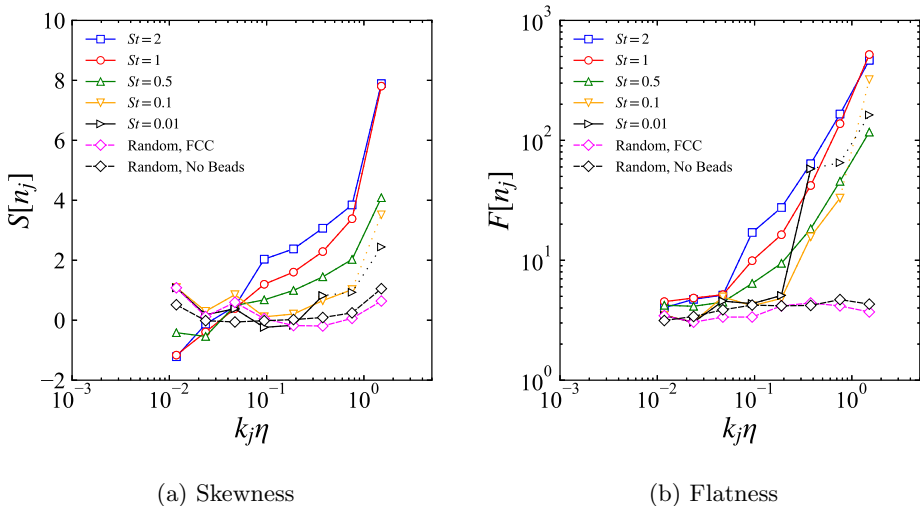 10
8
6
4
2
0
−2
S[n_j]
St = 2
St = 1
St = 0.5
St = 0.1
St = 0.01
Random, FCC
Random, No Beads
10^−3
10^−2
10^−1
10^0
k_jη
(a) Skewness
10^3
10^2
10^1
10^0
F[n_j]
St = 2
St = 1
St = 0.5
St = 0.1
St = 0.01
Random, FCC
Random, No Beads
10^−3
10^−2
10^−1
10^0
k_jη
(b) Flatness